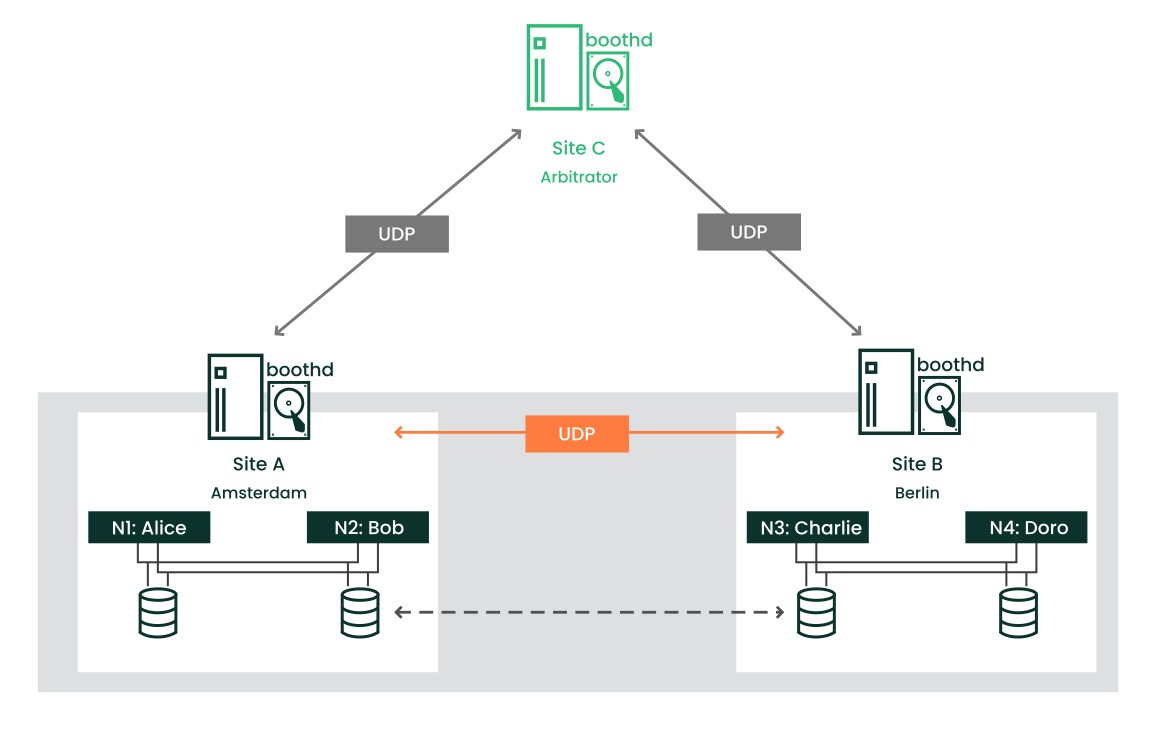 boothd
Site C
Arbitrator
UDP
UDP
boothd
boothd
UDP
Site A
Amsterdam
Site B
Berlin
N1: Alice
N2: Bob
N3: Charlie
N4: Doro